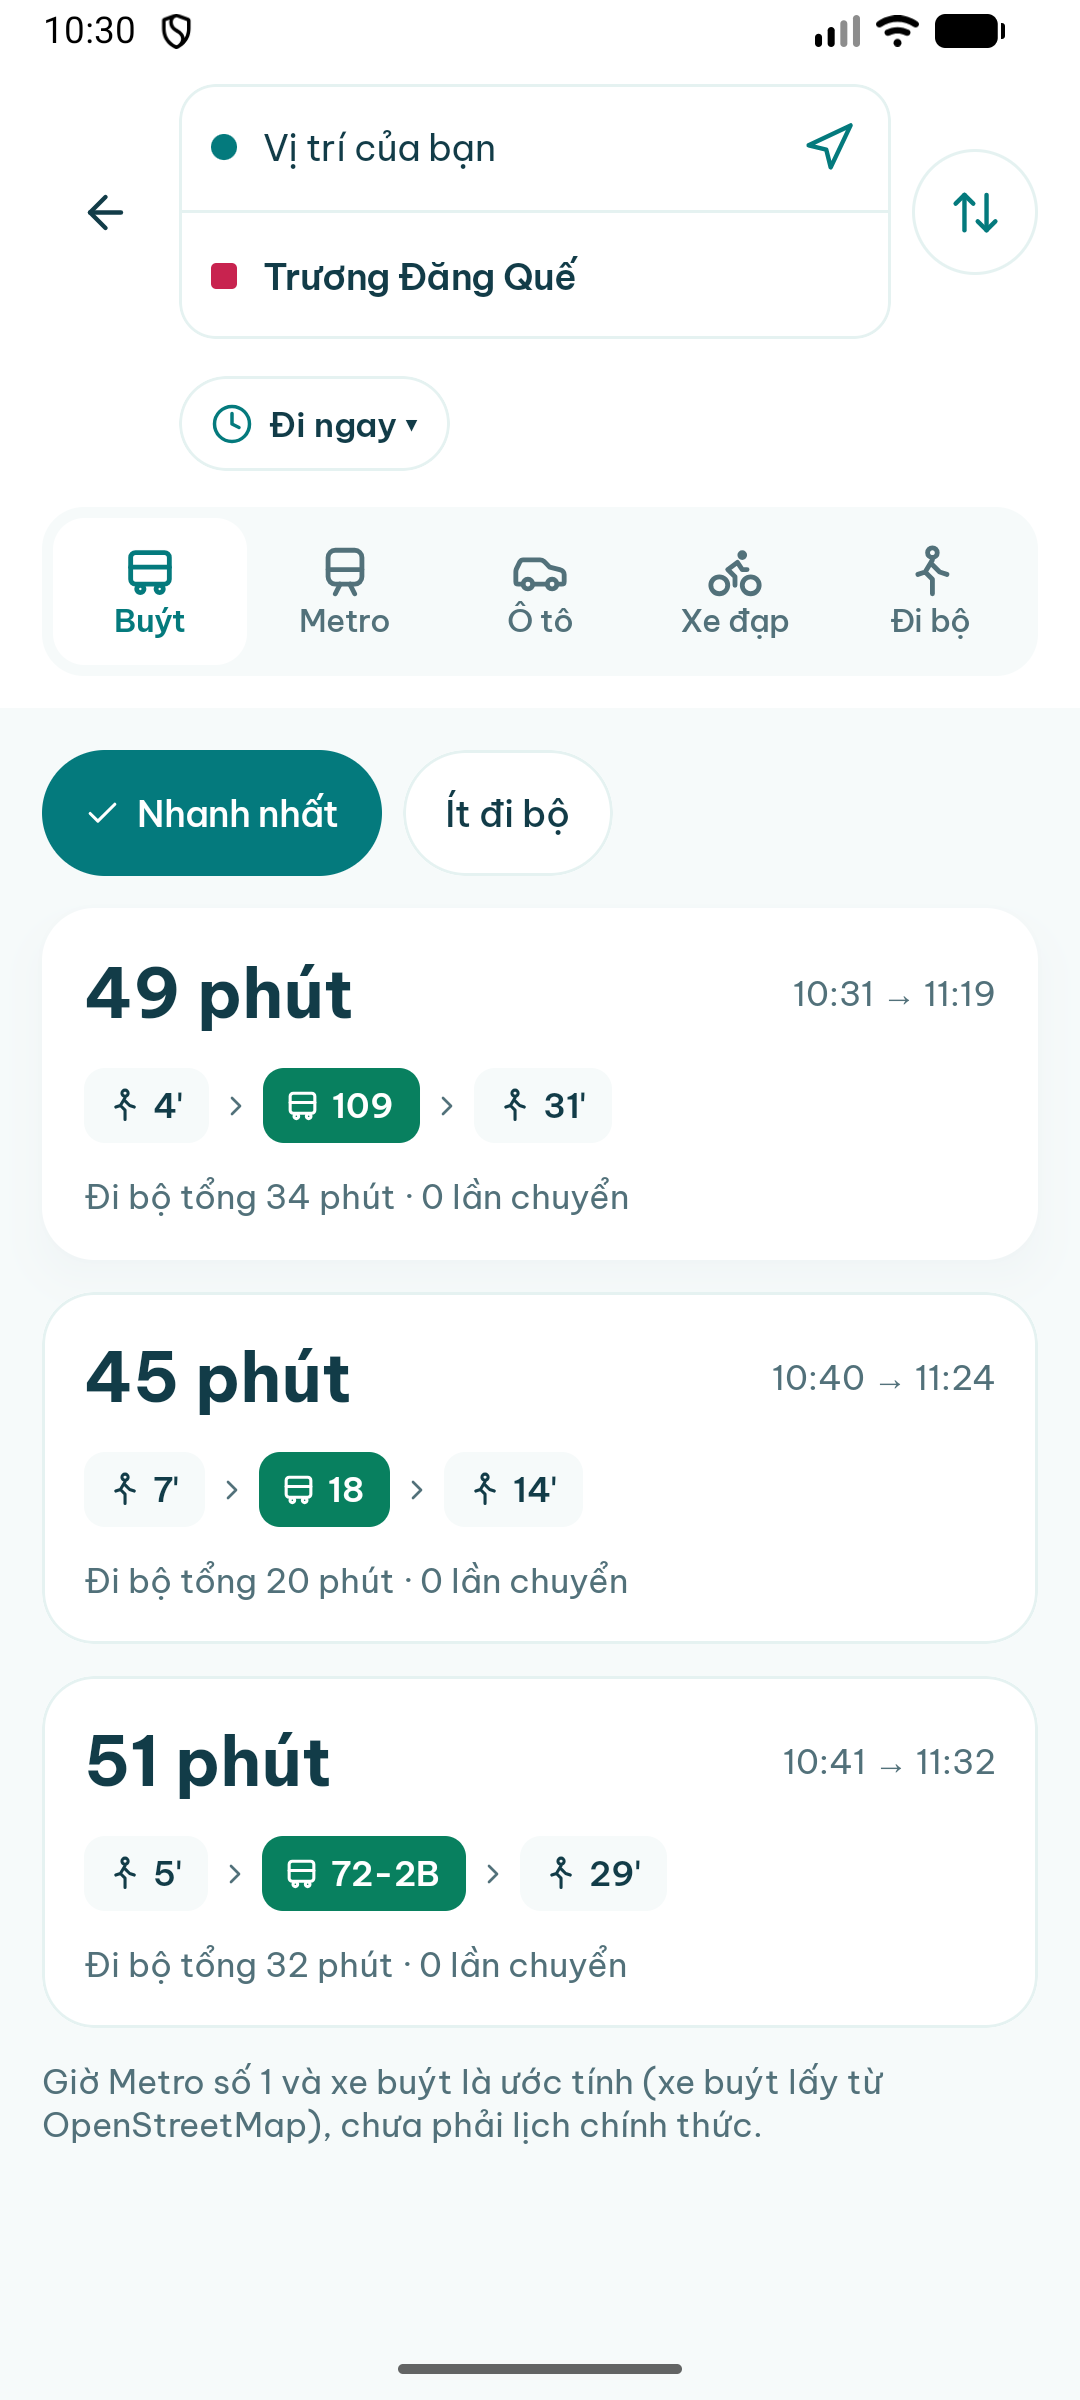 10:30
Vị trí của bạn
Trương Đăng Quế
Đi ngay ▾
Buýt
Metro
Ô tô
Xe đạp
Đi bộ
Nhanh nhất
Ít đi bộ
49 phút
10:31 → 11:19
4' > 109 > 31'
Đi bộ tổng 34 phút · 0 lần chuyển
45 phút
10:40 → 11:24
7' > 18 > 14'
Đi bộ tổng 20 phút · 0 lần chuyển
51 phút
10:41 → 11:32
5' > 72-2B > 29'
Đi bộ tổng 32 phút · 0 lần chuyển
Giờ Metro số 1 và xe buýt là ước tính (xe buýt lấy từ
OpenStreetMap), chưa phải lịch chính thức.